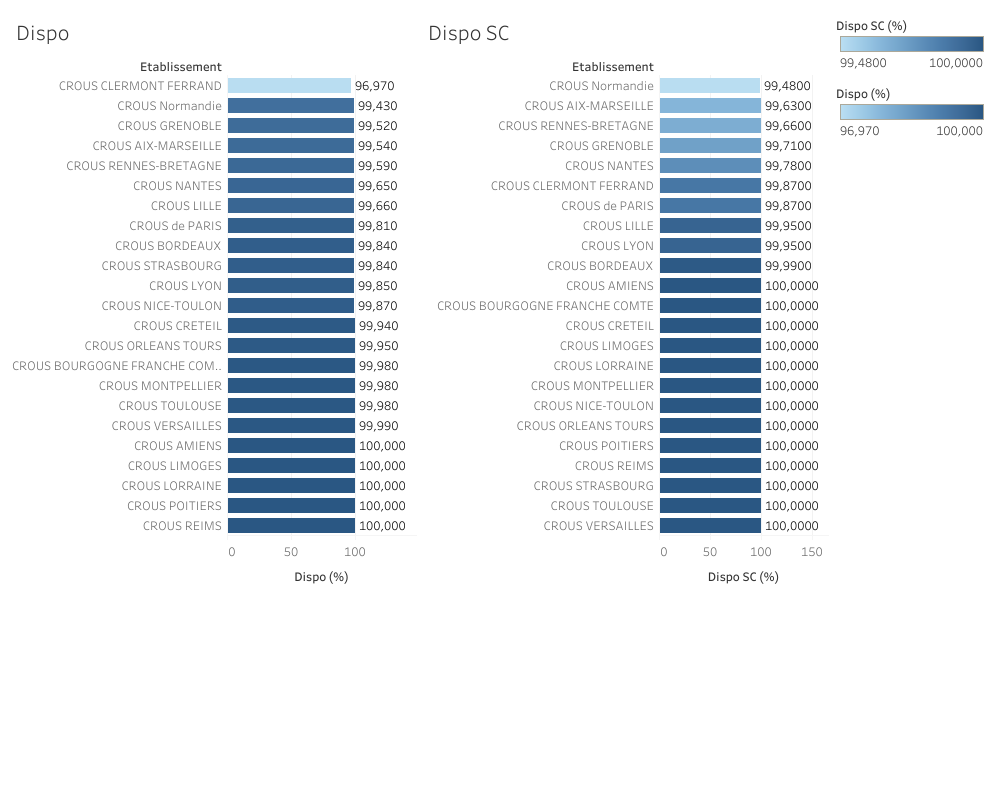 Dispo
Etablissement
CROUS CLERMONT FERRAND 96,970
CROUS Normandie 99,430
CROUS GRENOBLE 99,520
CROUS AIX-MARSEILLE 99,540
CROUS RENNES-BRETAGNE 99,590
CROUS NANTES 99,650
CROUS LILLE 99,660
CROUS de PARIS 99,810
CROUS BORDEAUX 99,840
CROUS STRASBOURG 99,840
CROUS LYON 99,850
CROUS NICE-TOULON 99,870
CROUS CRETEIL 99,940
CROUS ORLEANS TOURS 99,950
CROUS BOURGOGNE FRANCHE COM.. 99,980
CROUS MONTPELLIER 99,980
CROUS TOULOUSE 99,980
CROUS VERSAILLES 99,990
CROUS AMIENS 100,000
CROUS LIMOGES 100,000
CROUS LORRAINE 100,000
CROUS POITIERS 100,000
CROUS REIMS 100,000
0 50 100
Dispo (%)
Dispo SC
Etablissement
CROUS Normandie 99,4800
CROUS AIX-MARSEILLE 99,6300
CROUS RENNES-BRETAGNE 99,6600
CROUS GRENOBLE 99,7100
CROUS NANTES 99,7800
CROUS CLERMONT FERRAND 99,8700
CROUS de PARIS 99,8700
CROUS LILLE 99,9500
CROUS LYON 99,9500
CROUS BORDEAUX 99,9900
CROUS AMIENS 100,0000
CROUS BOURGOGNE FRANCHE COMTE 100,0000
CROUS CRETEIL 100,0000
CROUS LIMOGES 100,0000
CROUS LORRAINE 100,0000
CROUS MONTPELLIER 100,0000
CROUS NICE-TOULON 100,0000
CROUS ORLEANS TOURS 100,0000
CROUS POITIERS 100,0000
CROUS REIMS 100,0000
CROUS STRASBOURG 100,0000
CROUS TOULOUSE 100,0000
CROUS VERSAILLES 100,0000
0 50 100 150
Dispo SC (%)
Dispo SC (%)
99,4800 100,0000
Dispo (%)
96,970 100,000